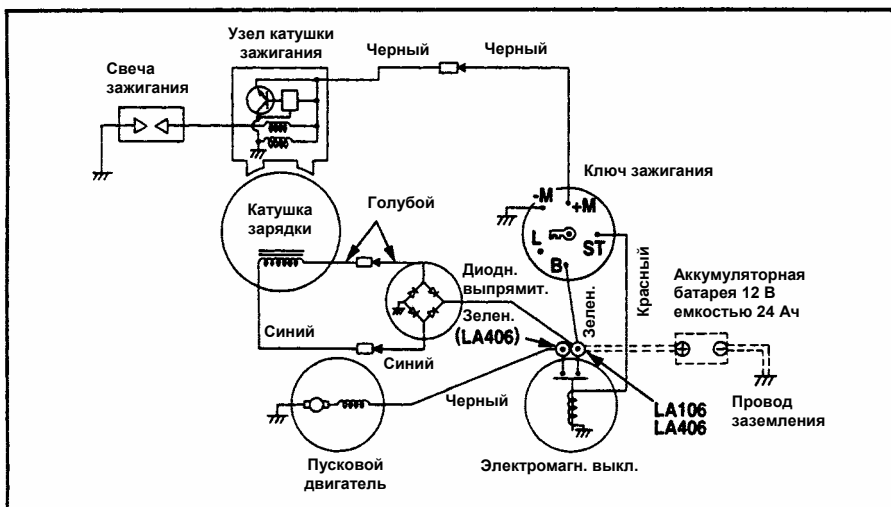 Узел катушки
зажигания
Черный
Черный
Свеча
зажигания
Ключ зажигания
-M
+M
L
ST
B
Катушка
зарядки
Голубой
Диодн.
выпрямит.
Зелен.
(LA406)
Зелен.
Красный
Аккумуляторная
батарея 12 В
емкостью 24 Ач
Синий
Синий
Черный
LA106
LA406
Провод
заземления
Пусковой
двигатель
Электромагн. выкл.